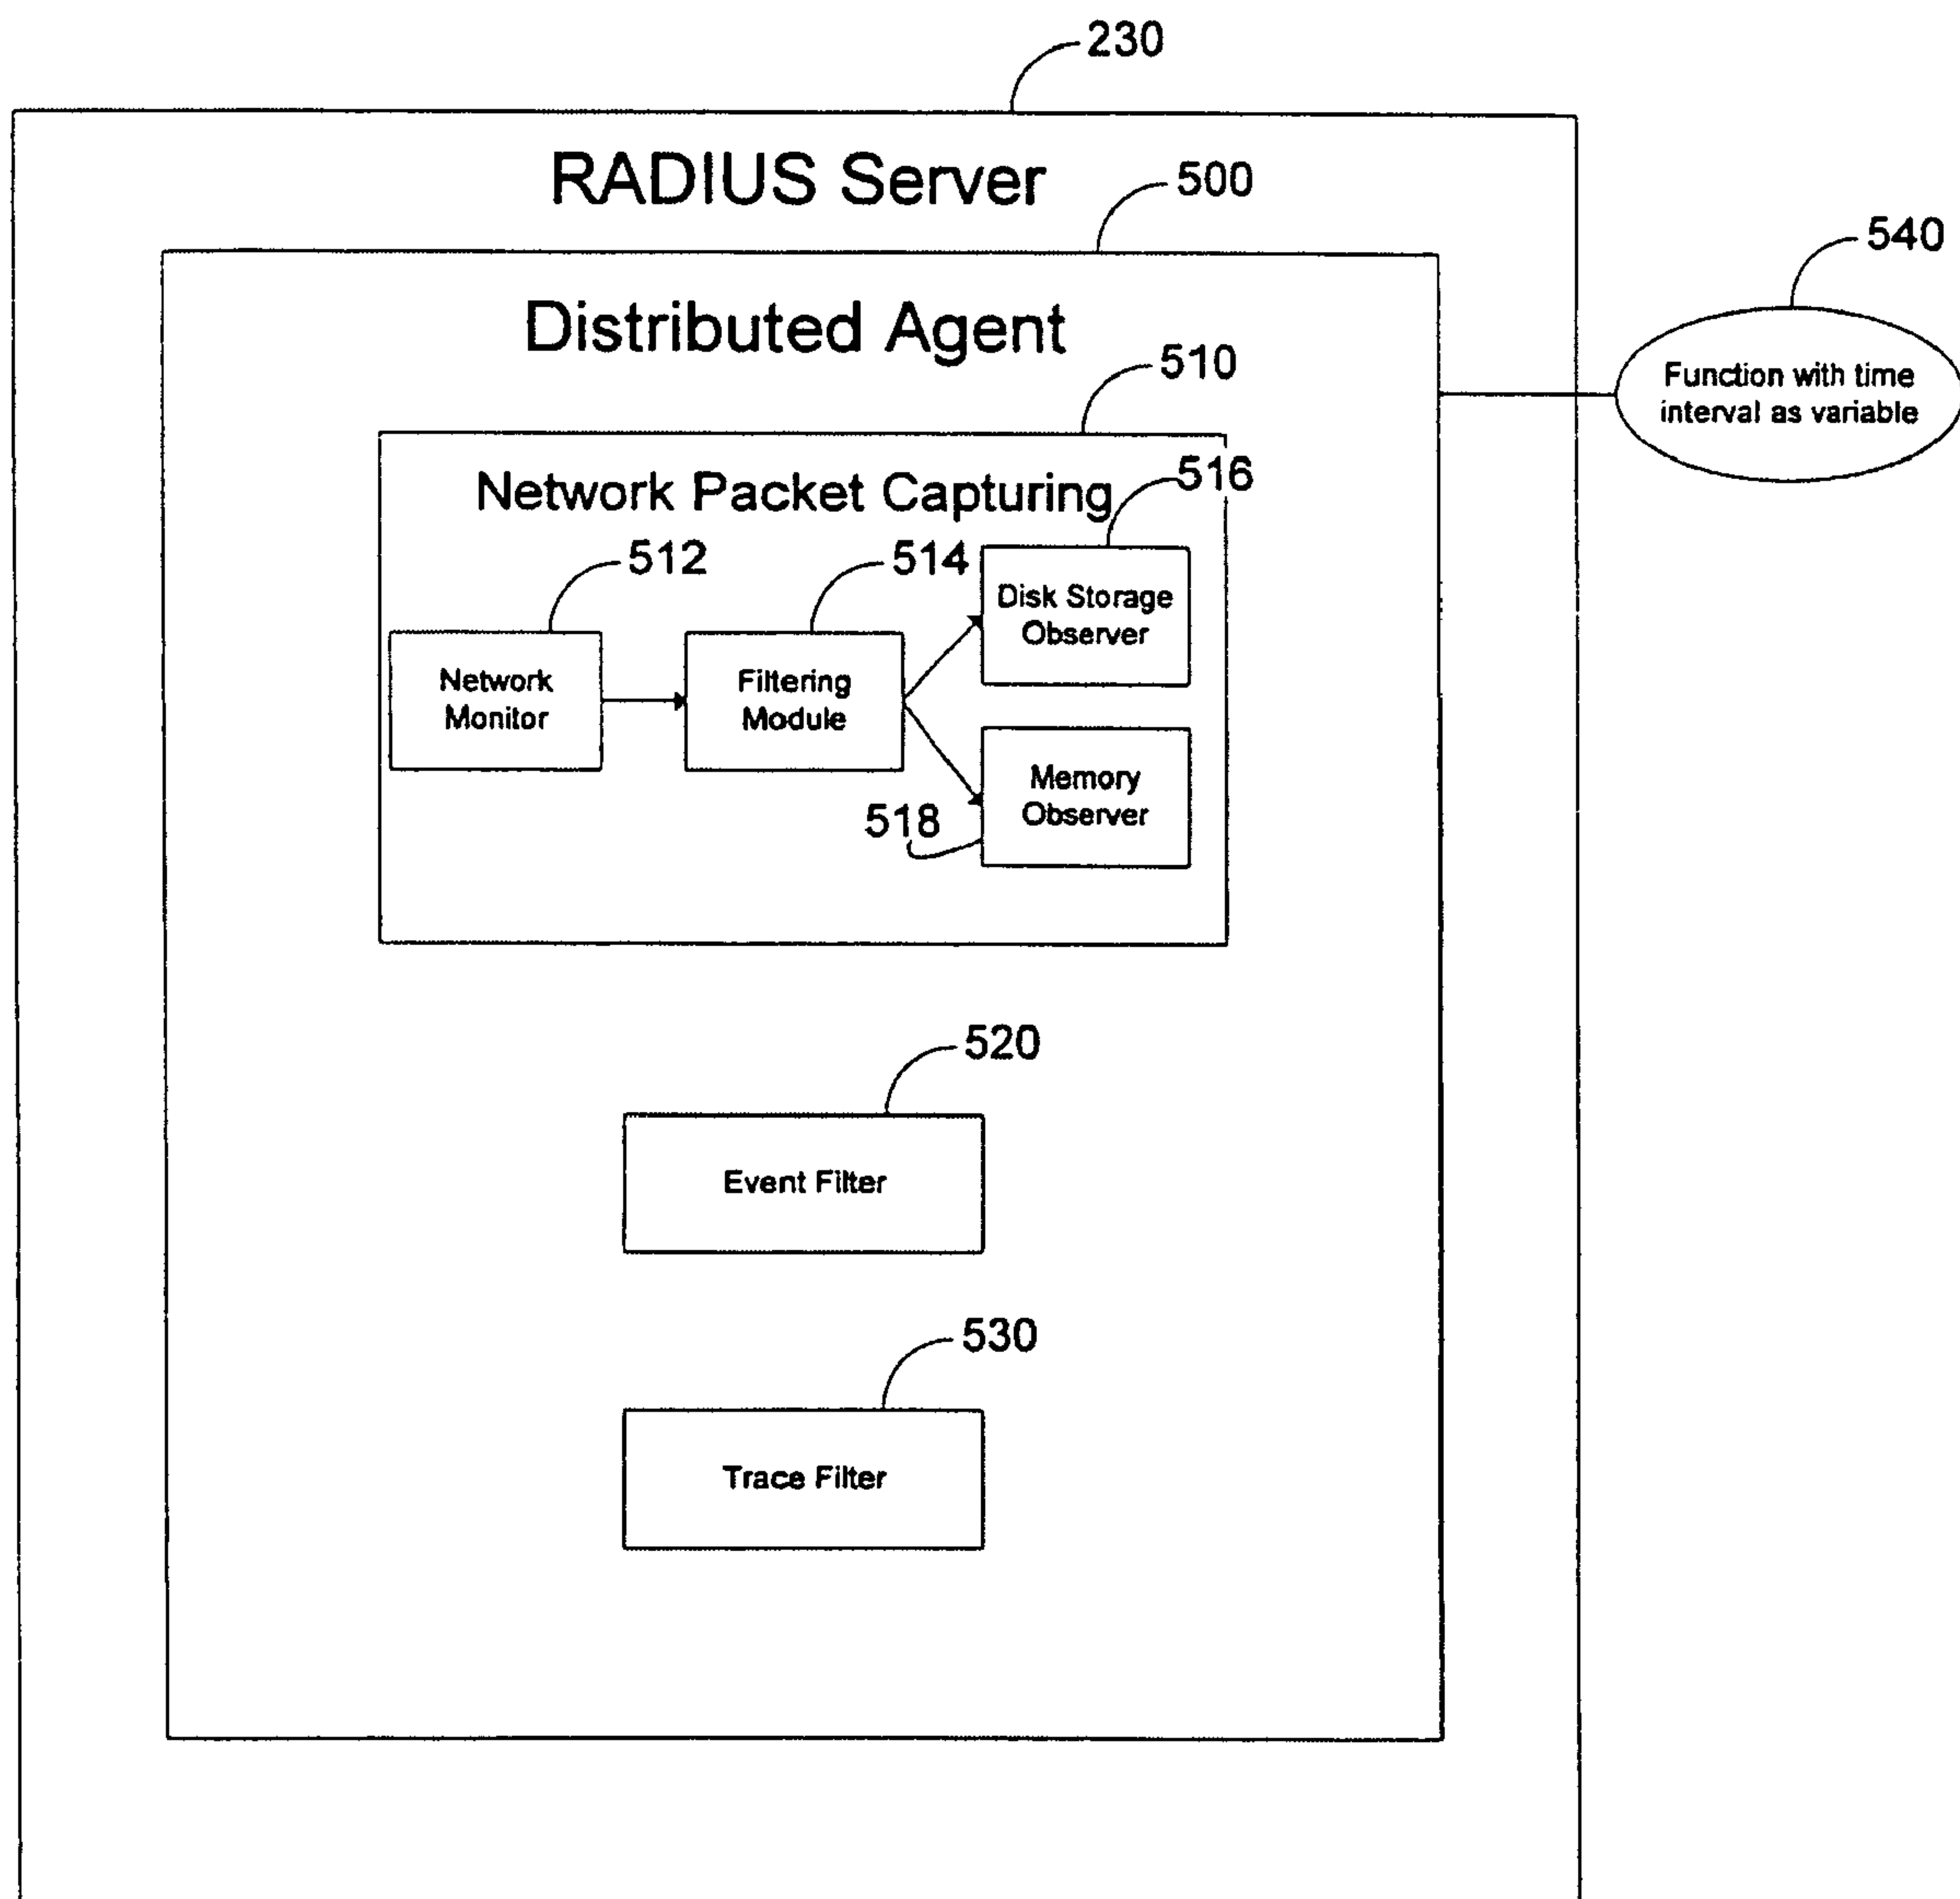 230
RADIUS Server
500
540
Distributed Agent
Function with time
interval as variable
510
Network Packet Capturing
516
512
514
Disk Storage
Observer
Network
Monitor
Filtering
Module
Memory
Observer
518
520
Event Filter
530
Trace Filter